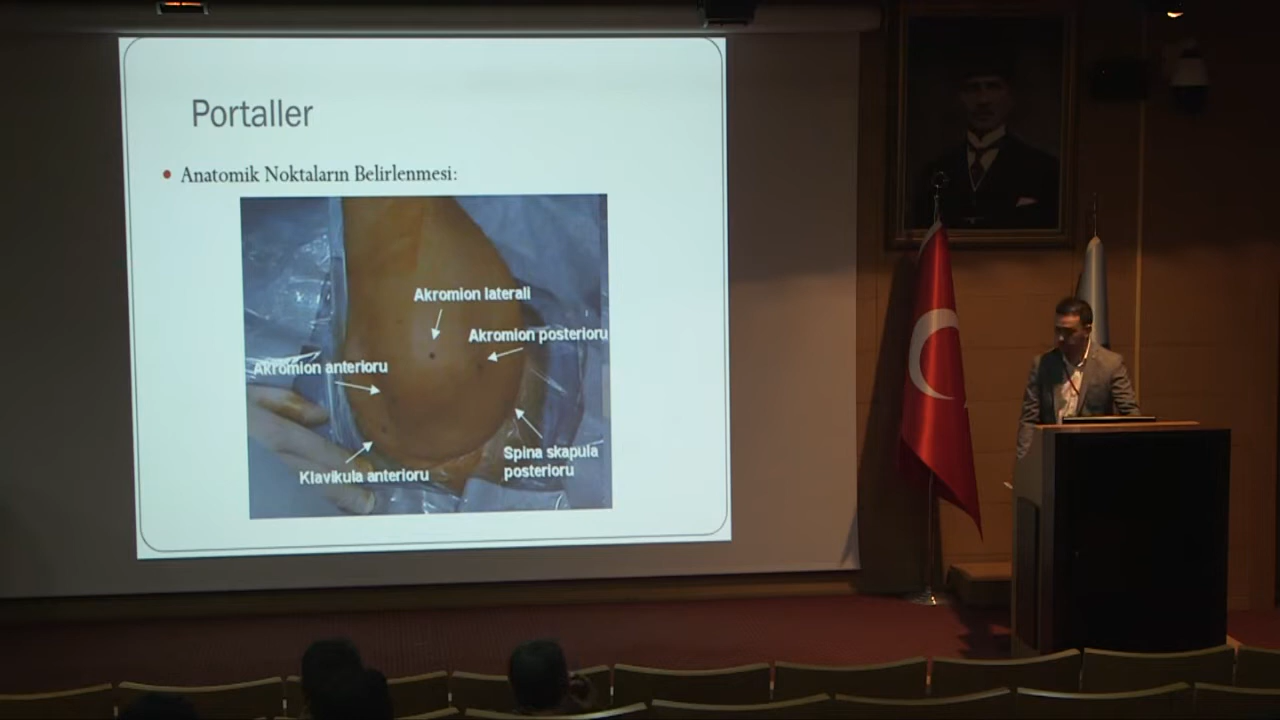 Portaller
Anatomik Noktaların Belirlenmesi:
Akromion laterali
Akromion posterioru
Akromion anterioru
Spina skapula
posterioru
Klavikula anterioru